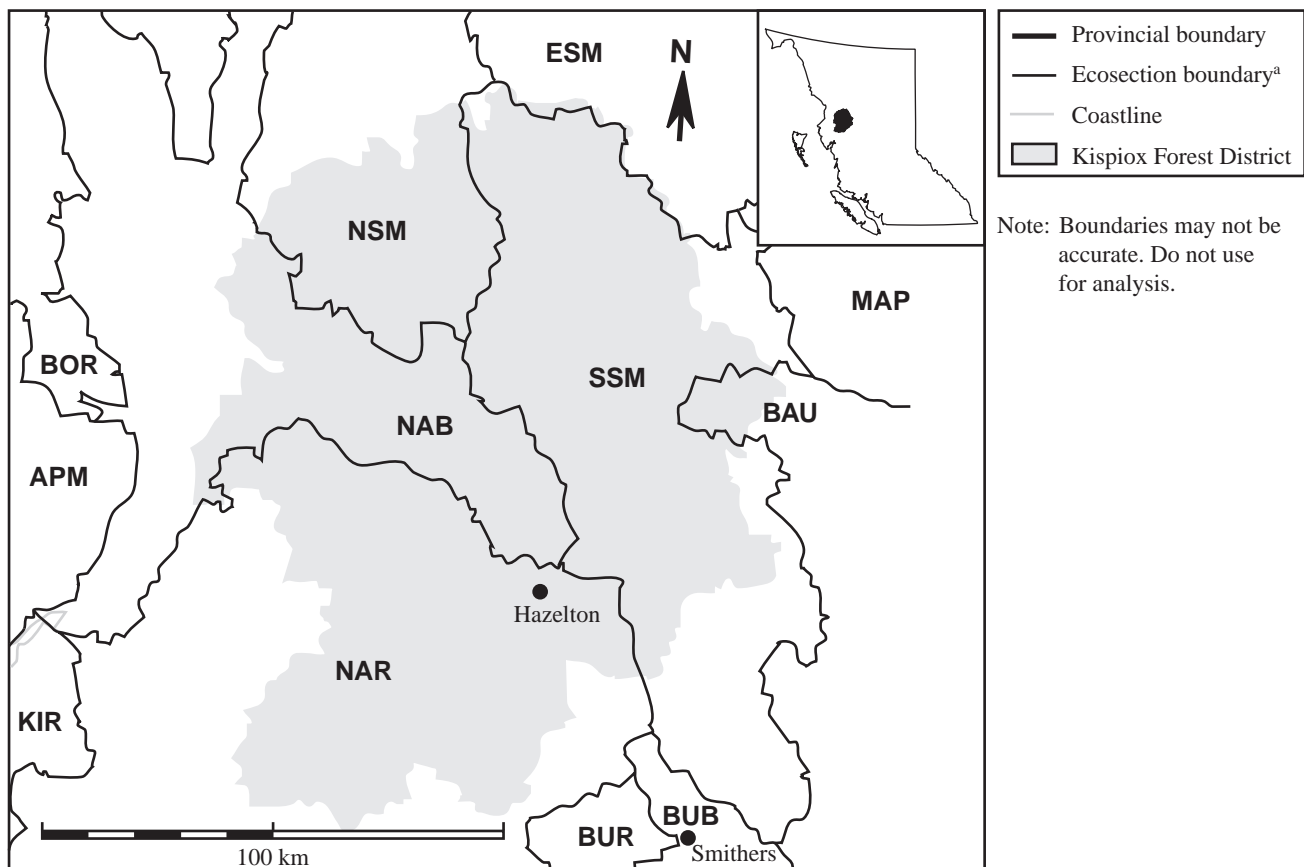 ESM
N
NSM
MAP
BOR
SSM
BAU
NAB
APM
Hazelton
NAR
KIR
BUB
BUR
Smithers
100 km
Provincial boundary
Ecosection boundaryᵃ
Coastline
Kispiox Forest District
Note: Boundaries may not be
accurate. Do not use
for analysis.